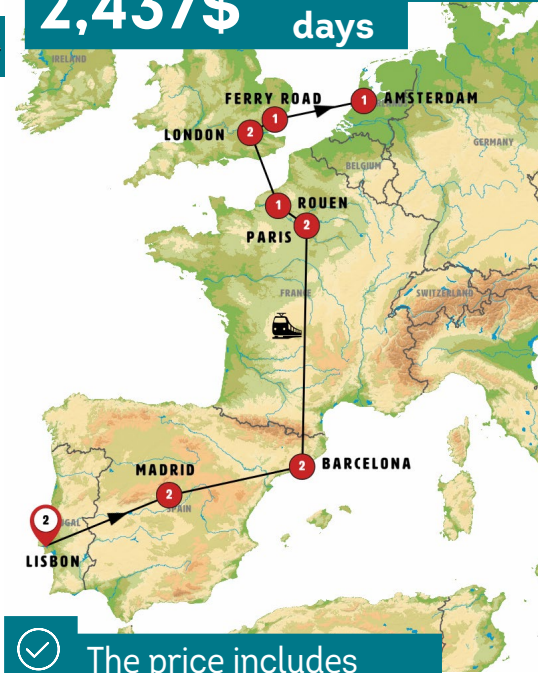 2,437$
days
IRELAND
FERRY ROAD
1
1
AMSTERDAM
LONDON
2
GERMANY
BELGIUM
1
ROUEN
2
PARIS
FRANCE
SWITZERLAND
2
BARCELONA
MADRID
2
SPAIN
2
UGAL
LISBON
The price includes